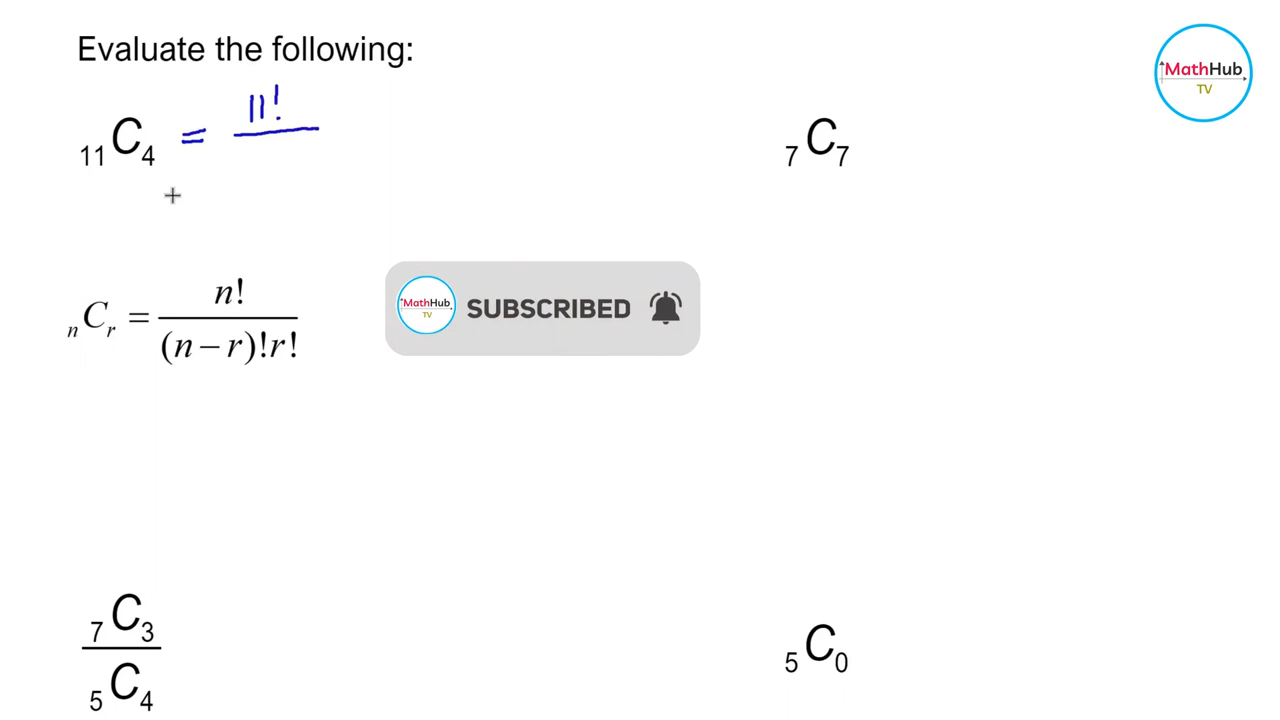 Evaluate the following:
MathHub
TV
₁₁C₄ = 11!
₇C₇
ₙCᵣ = n! / (n − r)!r!
MathHub
TV
SUBSCRIBED
₇C₃
₅C₄
₅C₀